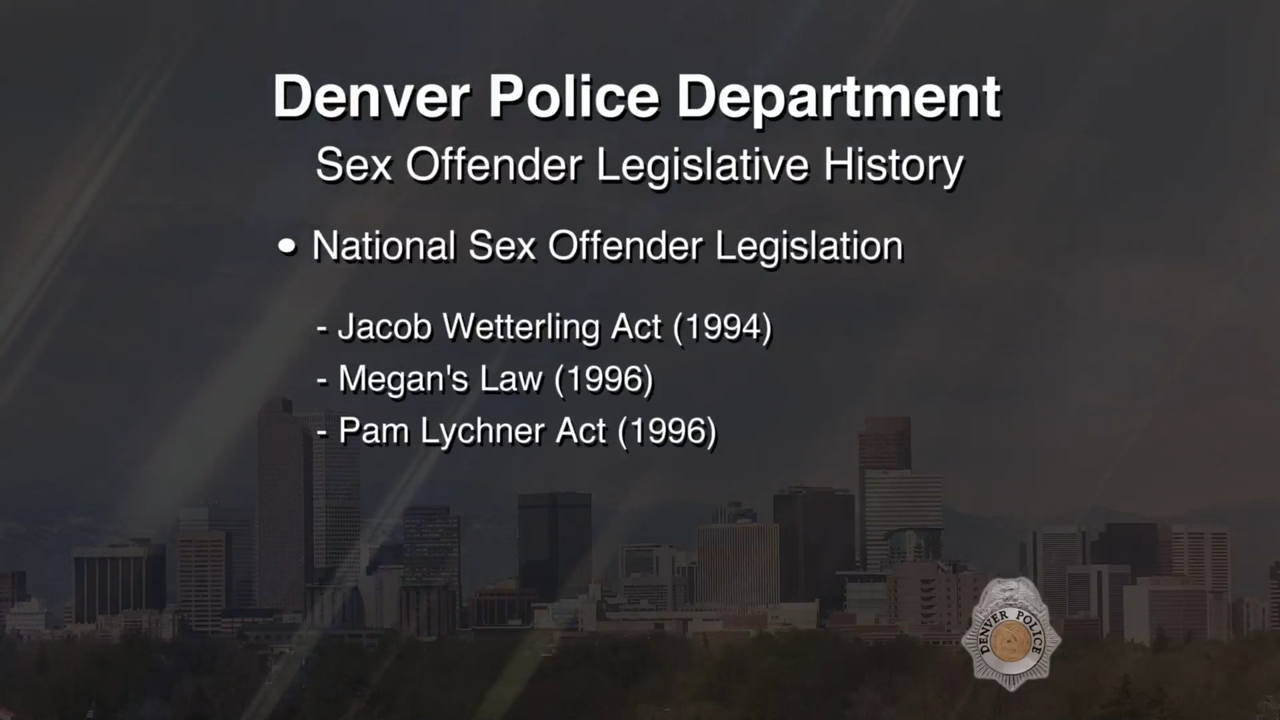 Denver Police Department
Sex Offender Legislative History
• National Sex Offender Legislation
- Jacob Wetterling Act (1994)
- Megan's Law (1996)
- Pam Lychner Act (1996)
DENVER POLICE